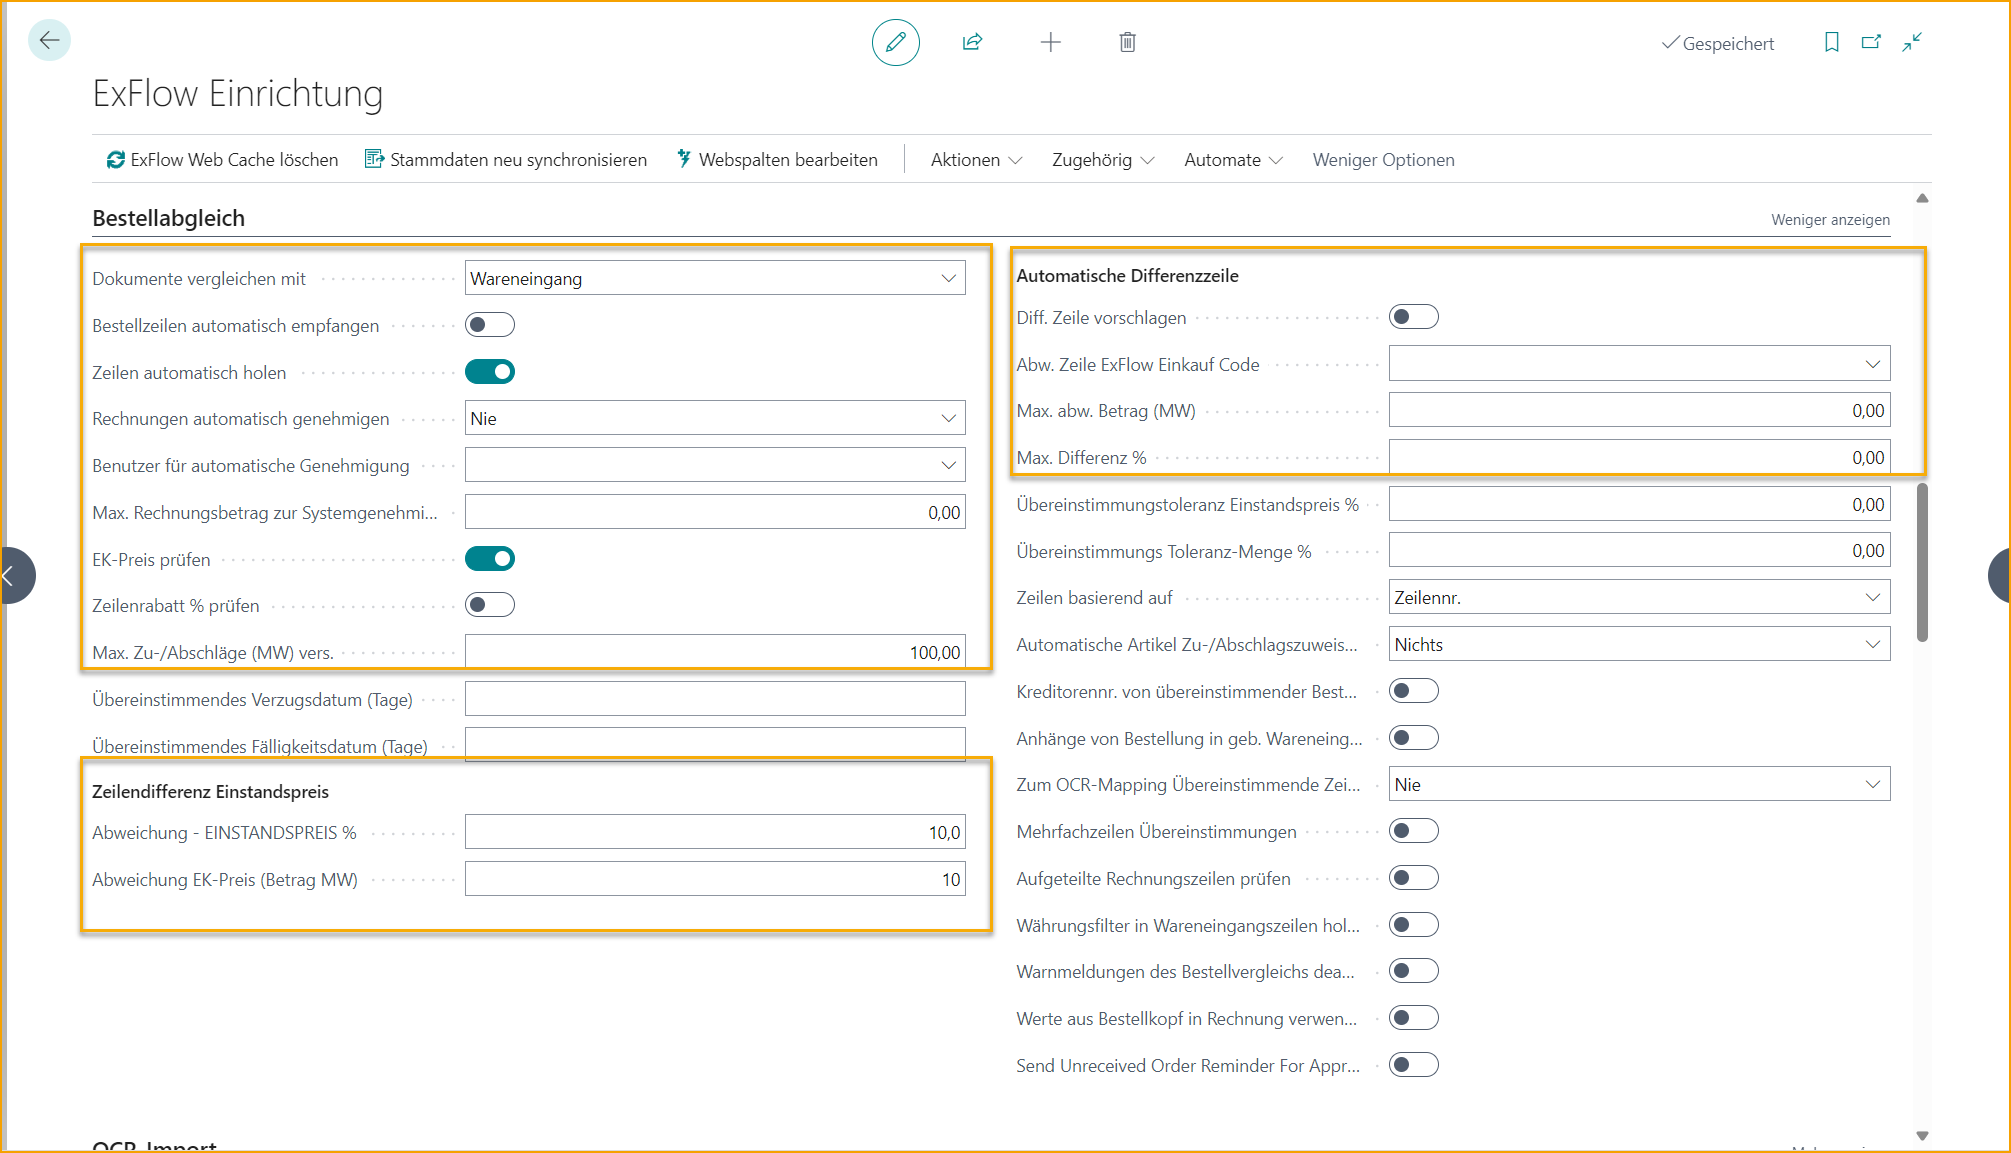 Gespeichert
ExFlow Einrichtung
ExFlow Web Cache löschen
Stammdaten neu synchronisieren
Webspalten bearbeiten
Aktionen
Zugehörig
Automate
Weniger Optionen
Bestellabgleich
Weniger anzeigen
Dokumente vergleichen mit
Wareneingang
Bestellzeilen automatisch empfangen
Zeilen automatisch holen
Rechnungen automatisch genehmigen
Nie
Benutzer für automatische Genehmigung
Max. Rechnungsbetrag zur Systemgenehmi...
0,00
EK-Preis prüfen
Zeilenrabatt % prüfen
Max. Zu-/Abschläge (MW) vers.
100,00
Übereinstimmendes Verzugsdatum (Tage)
Übereinstimmendes Fälligkeitsdatum (Tage)
Zeilendifferenz Einstandspreis
Abweichung - EINSTANDSPREIS %
10,0
Abweichung EK-Preis (Betrag MW)
10
Automatische Differenzzeile
Diff. Zeile vorschlagen
Abw. Zeile ExFlow Einkauf Code
Max. abw. Betrag (MW)
0,00
Max. Differenz %
0,00
Übereinstimmungstoleranz Einstandspreis %
0,00
Übereinstimmungs Toleranz-Menge %
0,00
Zeilen basierend auf
Zeilennr.
Automatische Artikel Zu-/Abschlagszuweis...
Nichts
Kreditorennr. von übereinstimmender Best...
Anhänge von Bestellung in geb. Wareneing...
Zum OCR-Mapping Übereinstimmende Zei...
Nie
Mehrfachzeilen Übereinstimmungen
Aufgeteilte Rechnungszeilen prüfen
Währungsfilter in Wareneingangszeilen hol...
Warnmeldungen des Bestellvergleichs dea...
Werte aus Bestellkopf in Rechnung verwen...
Send Unreceived Order Reminder For Appr...
OCR-Import